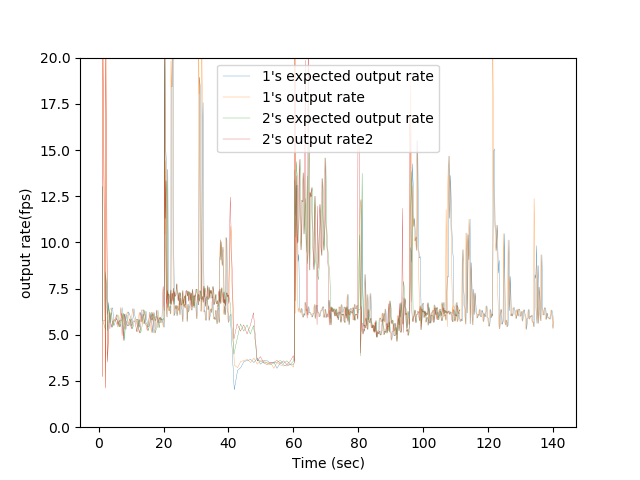 20.0
17.5
15.0
12.5
10.0
7.5
5.0
2.5
0.0
output rate(fps)
1's expected output rate
1's output rate
2's expected output rate
2's output rate2
0 20 40 60 80 100 120 140
Time (sec)